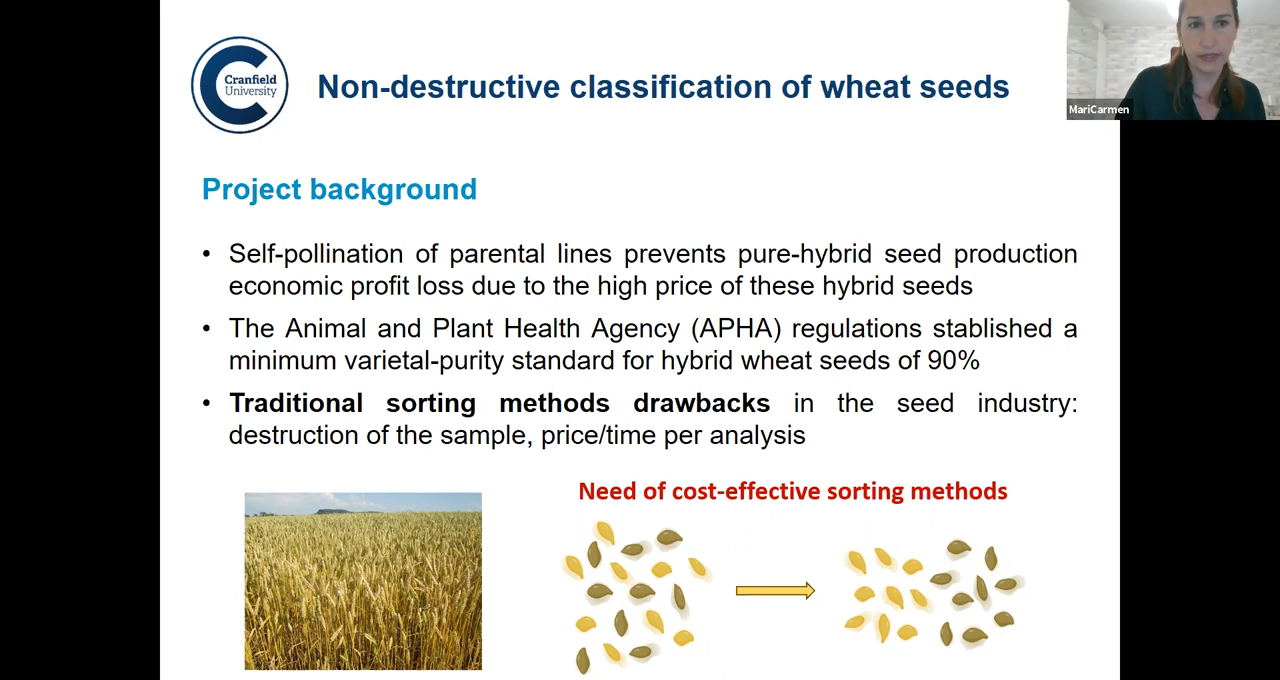 Cranfield
University
Non-destructive classification of wheat seeds
MariCarmen
Project background
• Self-pollination of parental lines prevents pure-hybrid seed production
economic profit loss due to the high price of these hybrid seeds
• The Animal and Plant Health Agency (APHA) regulations stablished a
minimum varietal-purity standard for hybrid wheat seeds of 90%
• Traditional sorting methods drawbacks in the seed industry:
destruction of the sample, price/time per analysis
Need of cost-effective sorting methods